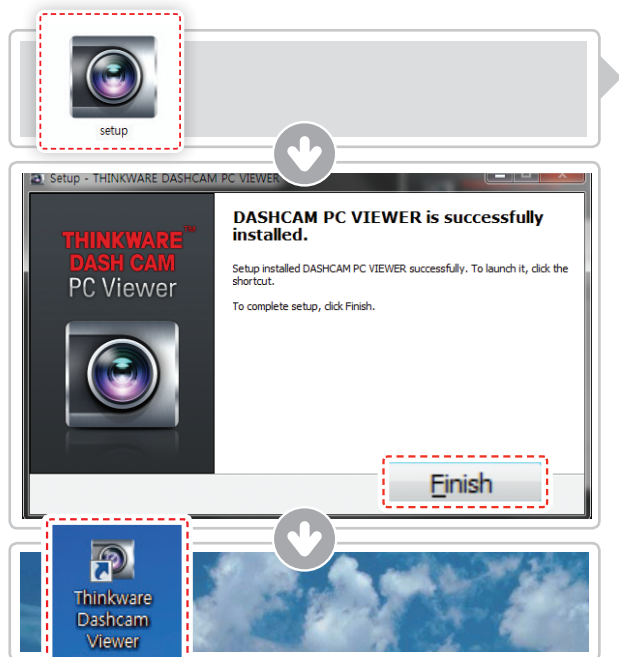 setup
Setup - THINKWARE DASHCAM PC VIEWER
THINKWARE™
DASH CAM
PC Viewer
DASHCAM PC VIEWER is successfully
installed.
Setup installed DASHCAM PC VIEWER successfully. To launch it, click the
shortcut.
To complete setup, click Finish.
Finish
Thinkware
Dashcam
Viewer